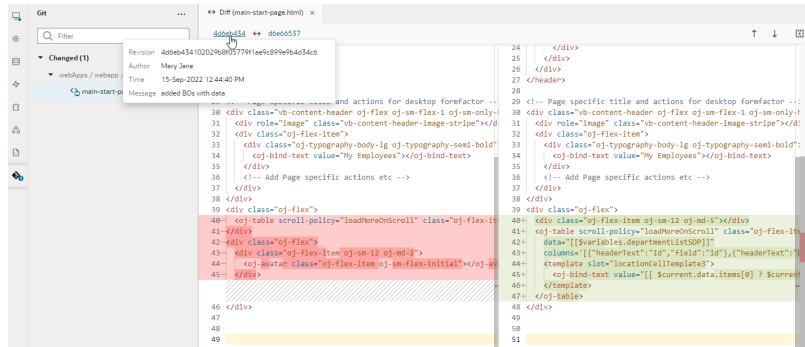 Git
...
Diff (main-start-page.html) ×
Filter
4d6eb434 ↔ d6e66537
Revision 4d6eb434102029b8f05779f1ae9c899e9b4d34c6
Author Mary Jane
Time 15-Sep-2022 12:44:40 PM
Message added BOs with data
Changed (1)
webApps / webapp /
main-start-pa
and actions for desktop formfactor --
30 <div class="vb-content-header oj-flex oj-sm-flex-1 oj-sm-only-h
31 <div role="image" class="vb-content-header-image-stripe"></d
32 <div class="oj-flex-item">
33 <div class="oj-typography-body-lg oj-typography-semi-bold"
34 <oj-bind-text value="My Employees"></oj-bind-text>
35 </div>
36 <!-- Add Page specific actions etc -->
37 </div>
38 </div>
39 <div class="oj-flex">
40- <oj-table scroll-policy="loadMoreOnScroll" class="oj-flex-it
41- </div>
42- <div class="oj-flex">
43- <div class="oj-flex-item oj-sm-12 oj-md-2">
44- <oj-avatar class="oj-flex-item oj-sm-flex-initial"></oj-av
45- </div>
46 </div>
47
48
49
24 </div>
25 </div>
26 </div>
27 </header>
28
29 <!-- Page specific title and actions for desktop formfactor --
30 <div class="vb-content-header oj-flex oj-sm-flex-1 oj-sm-only-
31 <div role="image" class="vb-content-header-image-stripe"></
32 <div class="oj-flex-item">
33 <div class="oj-typography-body-lg oj-typography-semi-bold"
34 <oj-bind-text value="My Employees"></oj-bind-text>
35 </div>
36 <!-- Add Page specific actions etc -->
37 </div>
38 </div>
39 <div class="oj-flex">
40+ <div class="oj-flex-item oj-sm-12 oj-md-5"></div>
41+ <oj-table scroll-policy="loadMoreOnScroll" class="oj-flex-ite
42+ data="[[$variables.departmentListSDP]]"
43+ columns='[{"headerText":"Id","field":"id"},{"headerText":"
44+ <template slot="locationCellTemplate3">
45+ <oj-bind-text value="[[ $current.data.items[0] ? $current
46+ </template>
47+ </oj-table>
48 </div>
49
50
51